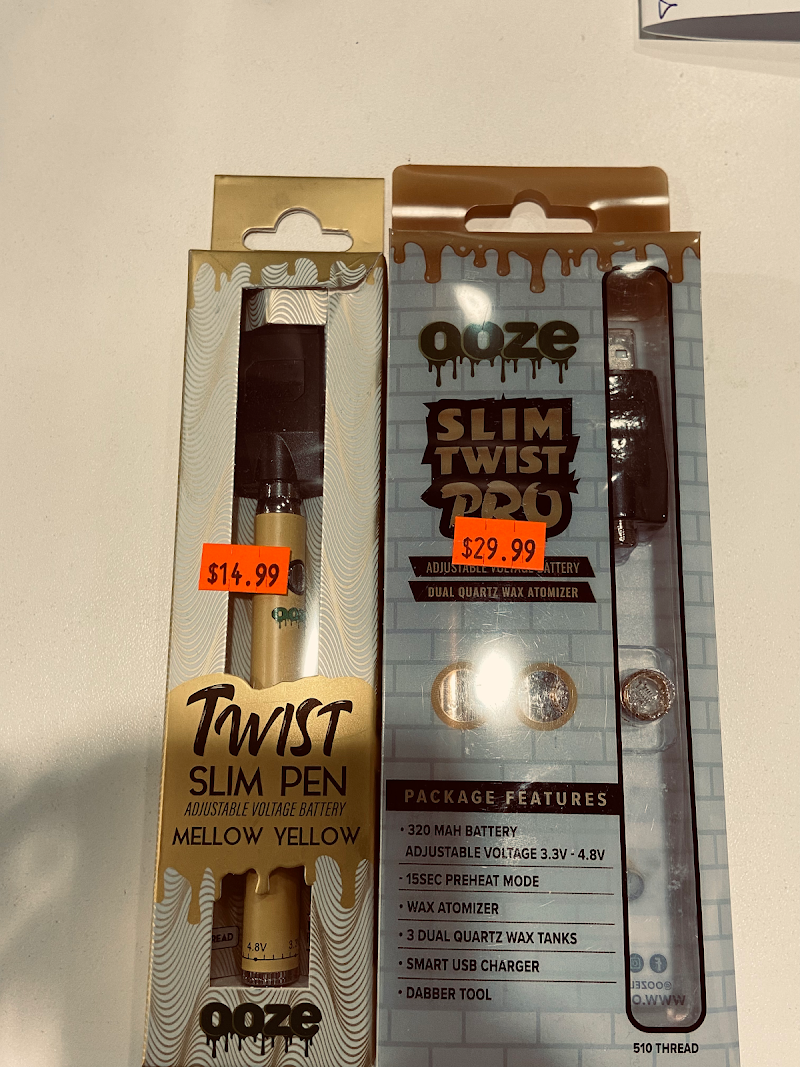 $14.99
ooze
TWIST
SLIM PEN
ADJUSTABLE VOLTAGE BATTERY
MELLOW YELLOW
4.8V
ooze
ooze
SLIM
TWIST
PRO
$29.99
ADJUSTABLE VOLTAGE BATTERY
DUAL QUARTZ WAX ATOMIZER
PACKAGE FEATURES
• 320 MAH BATTERY
ADJUSTABLE VOLTAGE 3.3V - 4.8V
- 15SEC PREHEAT MODE
• WAX ATOMIZER
• 3 DUAL QUARTZ WAX TANKS
• SMART USB CHARGER
• DABBER TOOL
510 THREAD